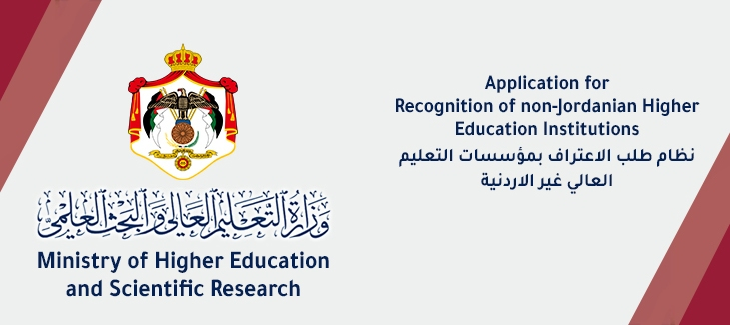 وزارة التعليم العالي والبحث العلمي
Ministry of Higher Education
and Scientific Research
Application for
Recognition of non-Jordanian Higher
Education Institutions
نظام طلب الاعتراف بمؤسسات التعليم
العالي غير الاردنية